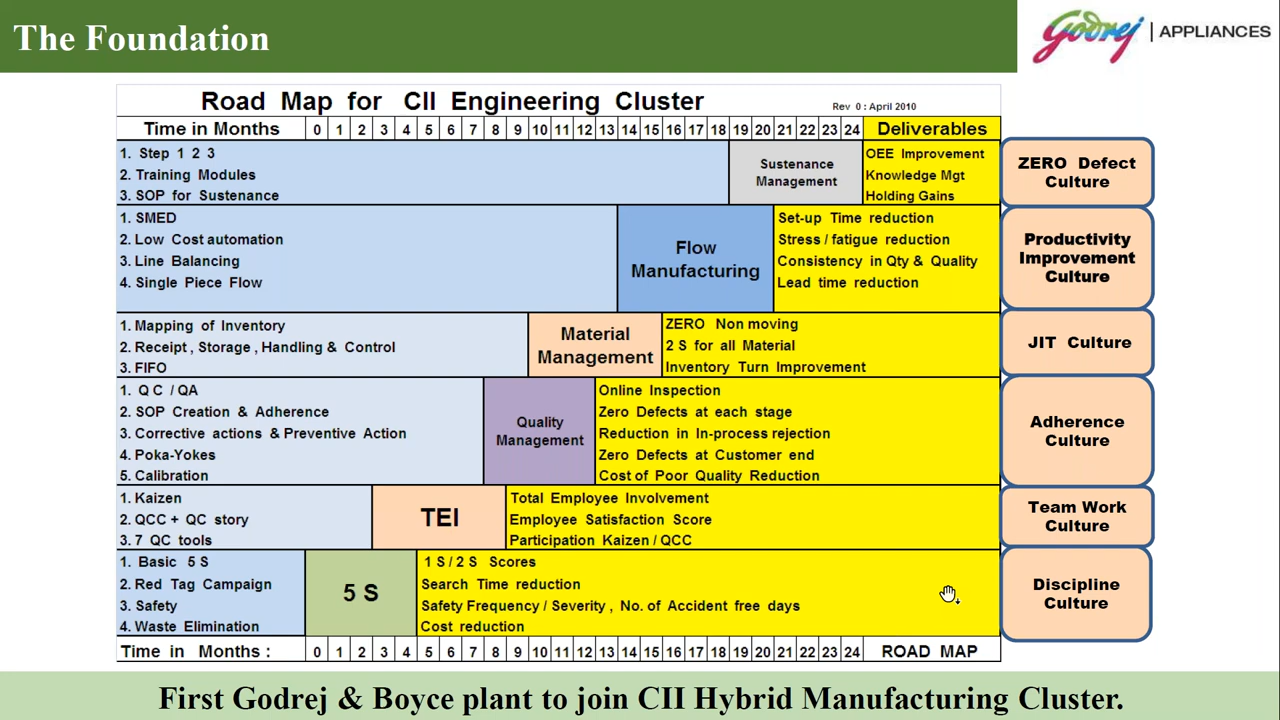 The Foundation
Godrej | APPLIANCES
Road Map for CII Engineering Cluster
Rev 0 : April 2010
Time in Months 0 1 2 3 4 5 6 7 8 9 10 11 12 13 14 15 16 17 18 19 20 21 22 23 24 Deliverables
1. Step 1 2 3
2. Training Modules
3. SOP for Sustenance
Sustenance
Management
OEE Improvement
Knowledge Mgt
Holding Gains
ZERO Defect
Culture
1. SMED
2. Low Cost automation
3. Line Balancing
4. Single Piece Flow
Flow
Manufacturing
Set-up Time reduction
Stress / fatigue reduction
Consistency in Qty & Quality
Lead time reduction
Productivity
Improvement
Culture
1. Mapping of Inventory
2. Receipt , Storage , Handling & Control
3. FIFO
Material
Management
ZERO Non moving
2 S for all Material
Inventory Turn Improvement
JIT Culture
1. Q C / QA
2. SOP Creation & Adherence
3. Corrective actions & Preventive Action
4. Poka-Yokes
5. Calibration
Quality
Management
Online Inspection
Zero Defects at each stage
Reduction in In-process rejection
Zero Defects at Customer end
Cost of Poor Quality Reduction
Adherence
Culture
1. Kaizen
2. QCC + QC story
3. 7 QC tools
TEI
Total Employee Involvement
Employee Satisfaction Score
Participation Kaizen / QCC
Team Work
Culture
1. Basic 5 S
2. Red Tag Campaign
3. Safety
4. Waste Elimination
5 S
1 S / 2 S Scores
Search Time reduction
Safety Frequency / Severity , No. of Accident free days
Cost reduction
Discipline
Culture
Time in Months : 0 1 2 3 4 5 6 7 8 9 10 11 12 13 14 15 16 17 18 19 20 21 22 23 24 ROAD MAP
First Godrej & Boyce plant to join CII Hybrid Manufacturing Cluster.